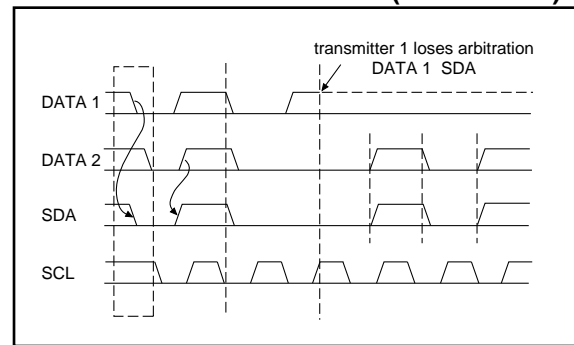 transmitter 1 loses arbitration
DATA 1 SDA
DATA 1
DATA 2
SDA
SCL